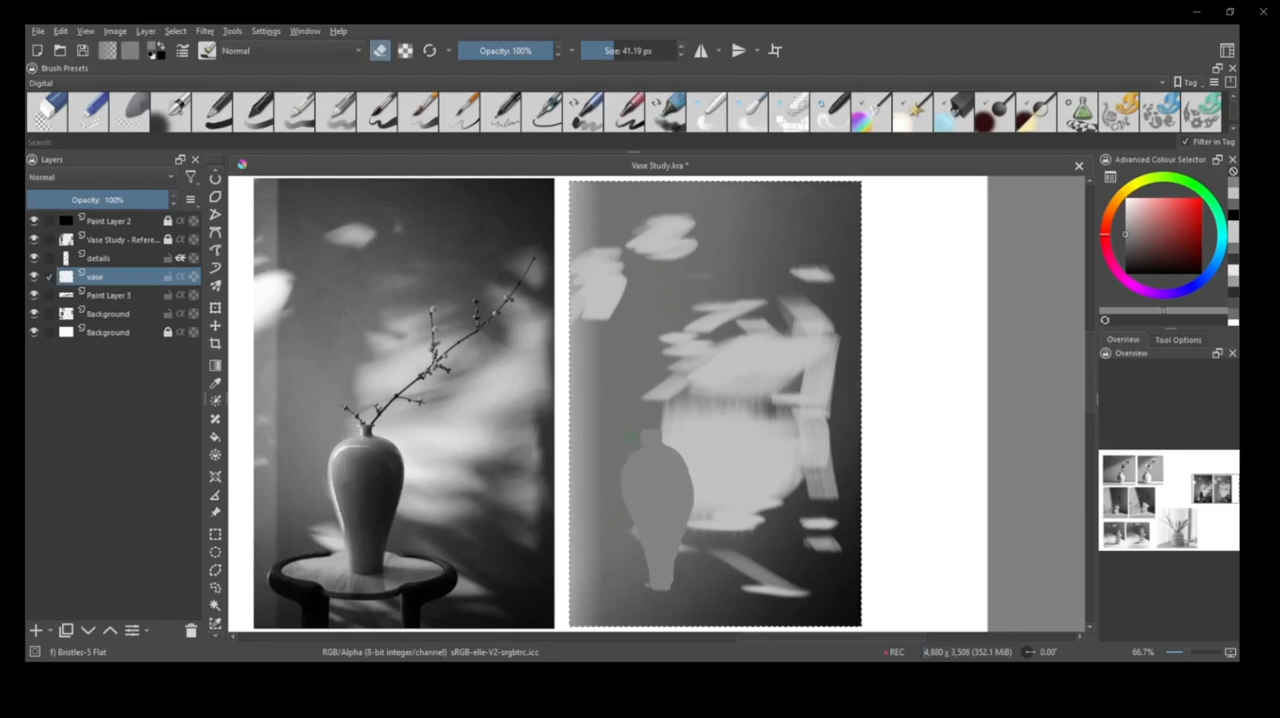 File Edit View Image Layer Select Filter Tools Settings Window Help
Normal Opacity: 100% Size: 41.19 px
Brush Presets
Digital Tag
Search Filter in Tag
Layers Vase Study.kra * Advanced Colour Selector
Normal
Opacity: 100%
Paint Layer 2
Vase Study - Refere...
details
vase
Paint Layer 3
Background
Background
Overview Tool Options
Overview
f) Bristles-5 Flat RGB/Alpha (8-bit integer/channel) sRGB-elle-V2-srgbtrc.icc REC 4,880 x 3,508 (352.1 MiB) 0.00° 66.7%